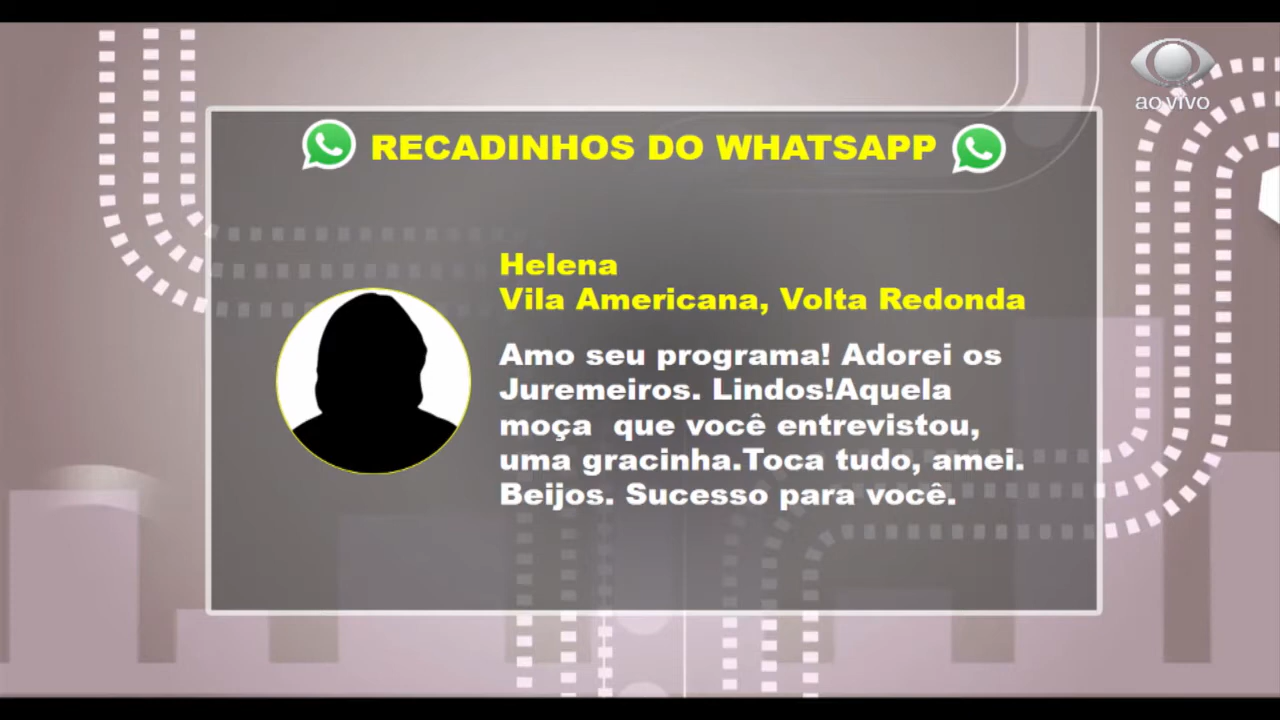 ao vivo
RECADINHOS DO WHATSAPP
Helena
Vila Americana, Volta Redonda
Amo seu programa! Adorei os
Juremeiros. Lindos!Aquela
moça  que você entrevistou,
uma gracinha.Toca tudo, amei.
Beijos. Sucesso para você.